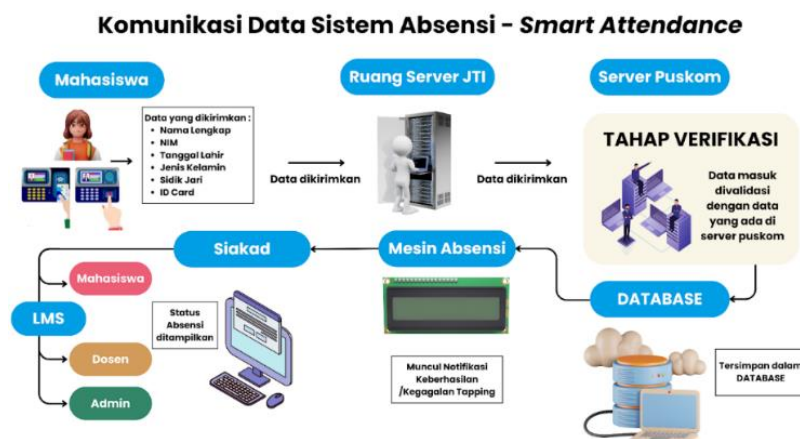 Komunikasi Data Sistem Absensi - Smart Attendance
Mahasiswa
Ruang Server JTI
Server Puskom
Data yang dikirimkan :
• Nama Lengkap
• NIM
• Tanggal Lahir
• Jenis Kelamin
• Sidik Jari
• ID Card
Data dikirimkan
Data dikirimkan
TAHAP VERIFIKASI
Data masuk
divalidasi
dengan data
yang ada di
server puskom
Siakad
Mesin Absensi
DATABASE
Mahasiswa
LMS
Dosen
Admin
Status
Absensi
ditampilkan
Muncul Notifikasi
Keberhasilan
/Kegagalan Tapping
Tersimpan dalam
DATABASE